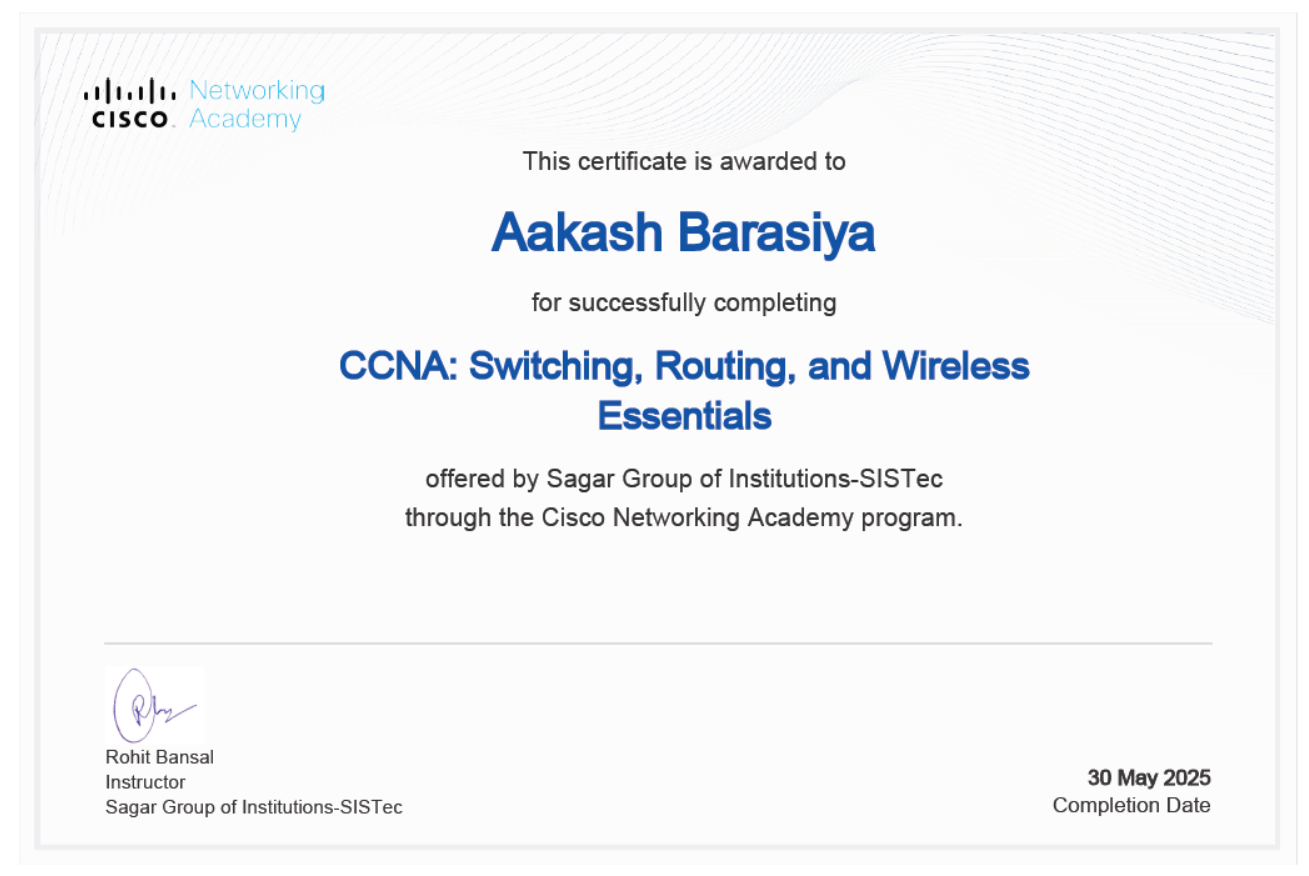 Networking
CISCO. Academy
This certificate is awarded to
Aakash Barasiya
for successfully completing
CCNA: Switching, Routing, and Wireless
Essentials
offered by Sagar Group of Institutions-SISTec
through the Cisco Networking Academy program.
Rohit Bansal
Instructor
Sagar Group of Institutions-SISTec
30 May 2025
Completion Date